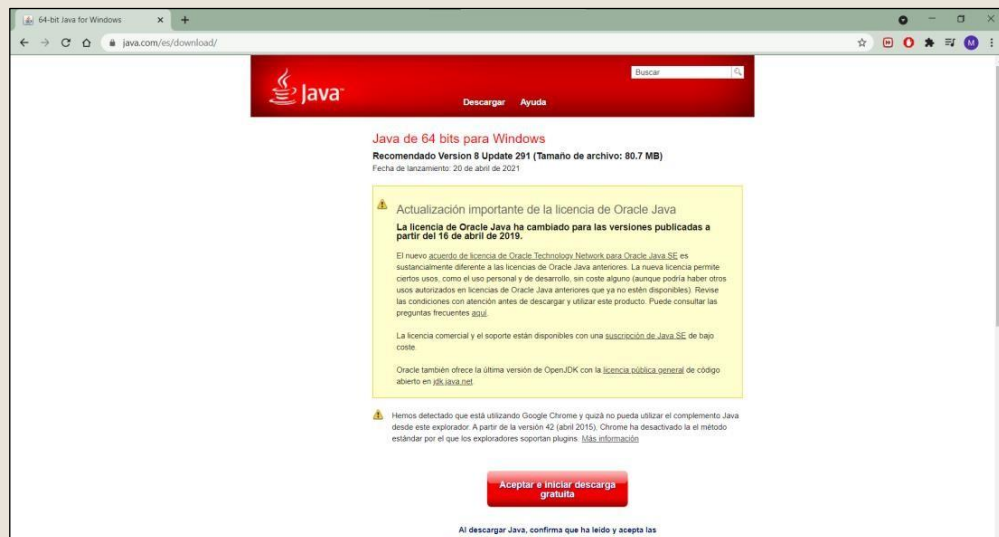 64-bit Java for Windows
java.com/es/download/
M
Java
Buscar
Descargar Ayuda
Java de 64 bits para Windows
Recomendado Version 8 Update 291 (Tamaño de archivo: 80.7 MB)
Fecha de lanzamiento: 20 de abril de 2021
Actualización importante de la licencia de Oracle Java
La licencia de Oracle Java ha cambiado para las versiones publicadas a
partir del 16 de abril de 2019.
El nuevo acuerdo de licencia de Oracle Technology Network para Oracle Java SE es
sustancialmente diferente a las licencias de Oracle Java anteriores. La nueva licencia permite
ciertos usos, como el uso personal y de desarrollo, sin coste alguno (aunque podría haber otros
usos autorizados en licencias de Oracle Java anteriores que ya no estén disponibles). Revise
las condiciones con atención antes de descargar y utilizar este producto. Puede consultar las
preguntas frecuentes aquí.
La licencia comercial y el soporte están disponibles con una suscripción de Java SE de bajo
coste.
Oracle también ofrece la última versión de OpenJDK con la licencia pública general de código
abierto en jdk.java.net
Hemos detectado que está utilizando Google Chrome y quizá no pueda utilizar el complemento Java
desde este explorador. A partir de la versión 42 (abril 2015), Chrome ha desactivado la el método
estándar por el que los exploradores soportan plugins. Más información
Aceptar e iniciar descarga
gratuita
Al descargar Java, confirma que ha leído y acepta las